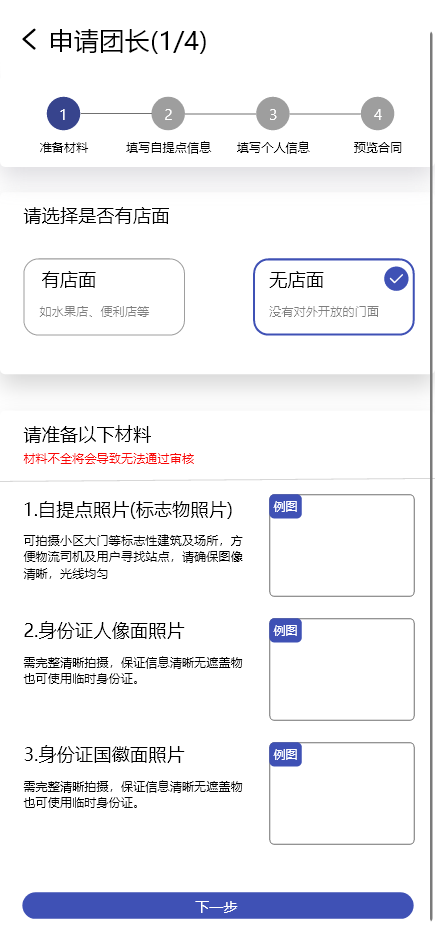 申请团长(1/4)
1 2 3 4
准备材料 填写自提点信息 填写个人信息 预览合同
请选择是否有店面
有店面
如水果店、便利店等
无店面
没有对外开放的门面
请准备以下材料
材料不全将会导致无法通过审核
1.自提点照片(标志物照片)
可拍摄小区大门等标志性建筑及场所，方
便物流司机及用户寻找站点，请确保图像
清晰，光线均匀
例图
2.身份证人像面照片
需完整清晰拍摄，保证信息清晰无遮盖物
也可使用临时身份证。
例图
3.身份证国徽面照片
需完整清晰拍摄，保证信息清晰无遮盖物
也可使用临时身份证。
例图
下一步